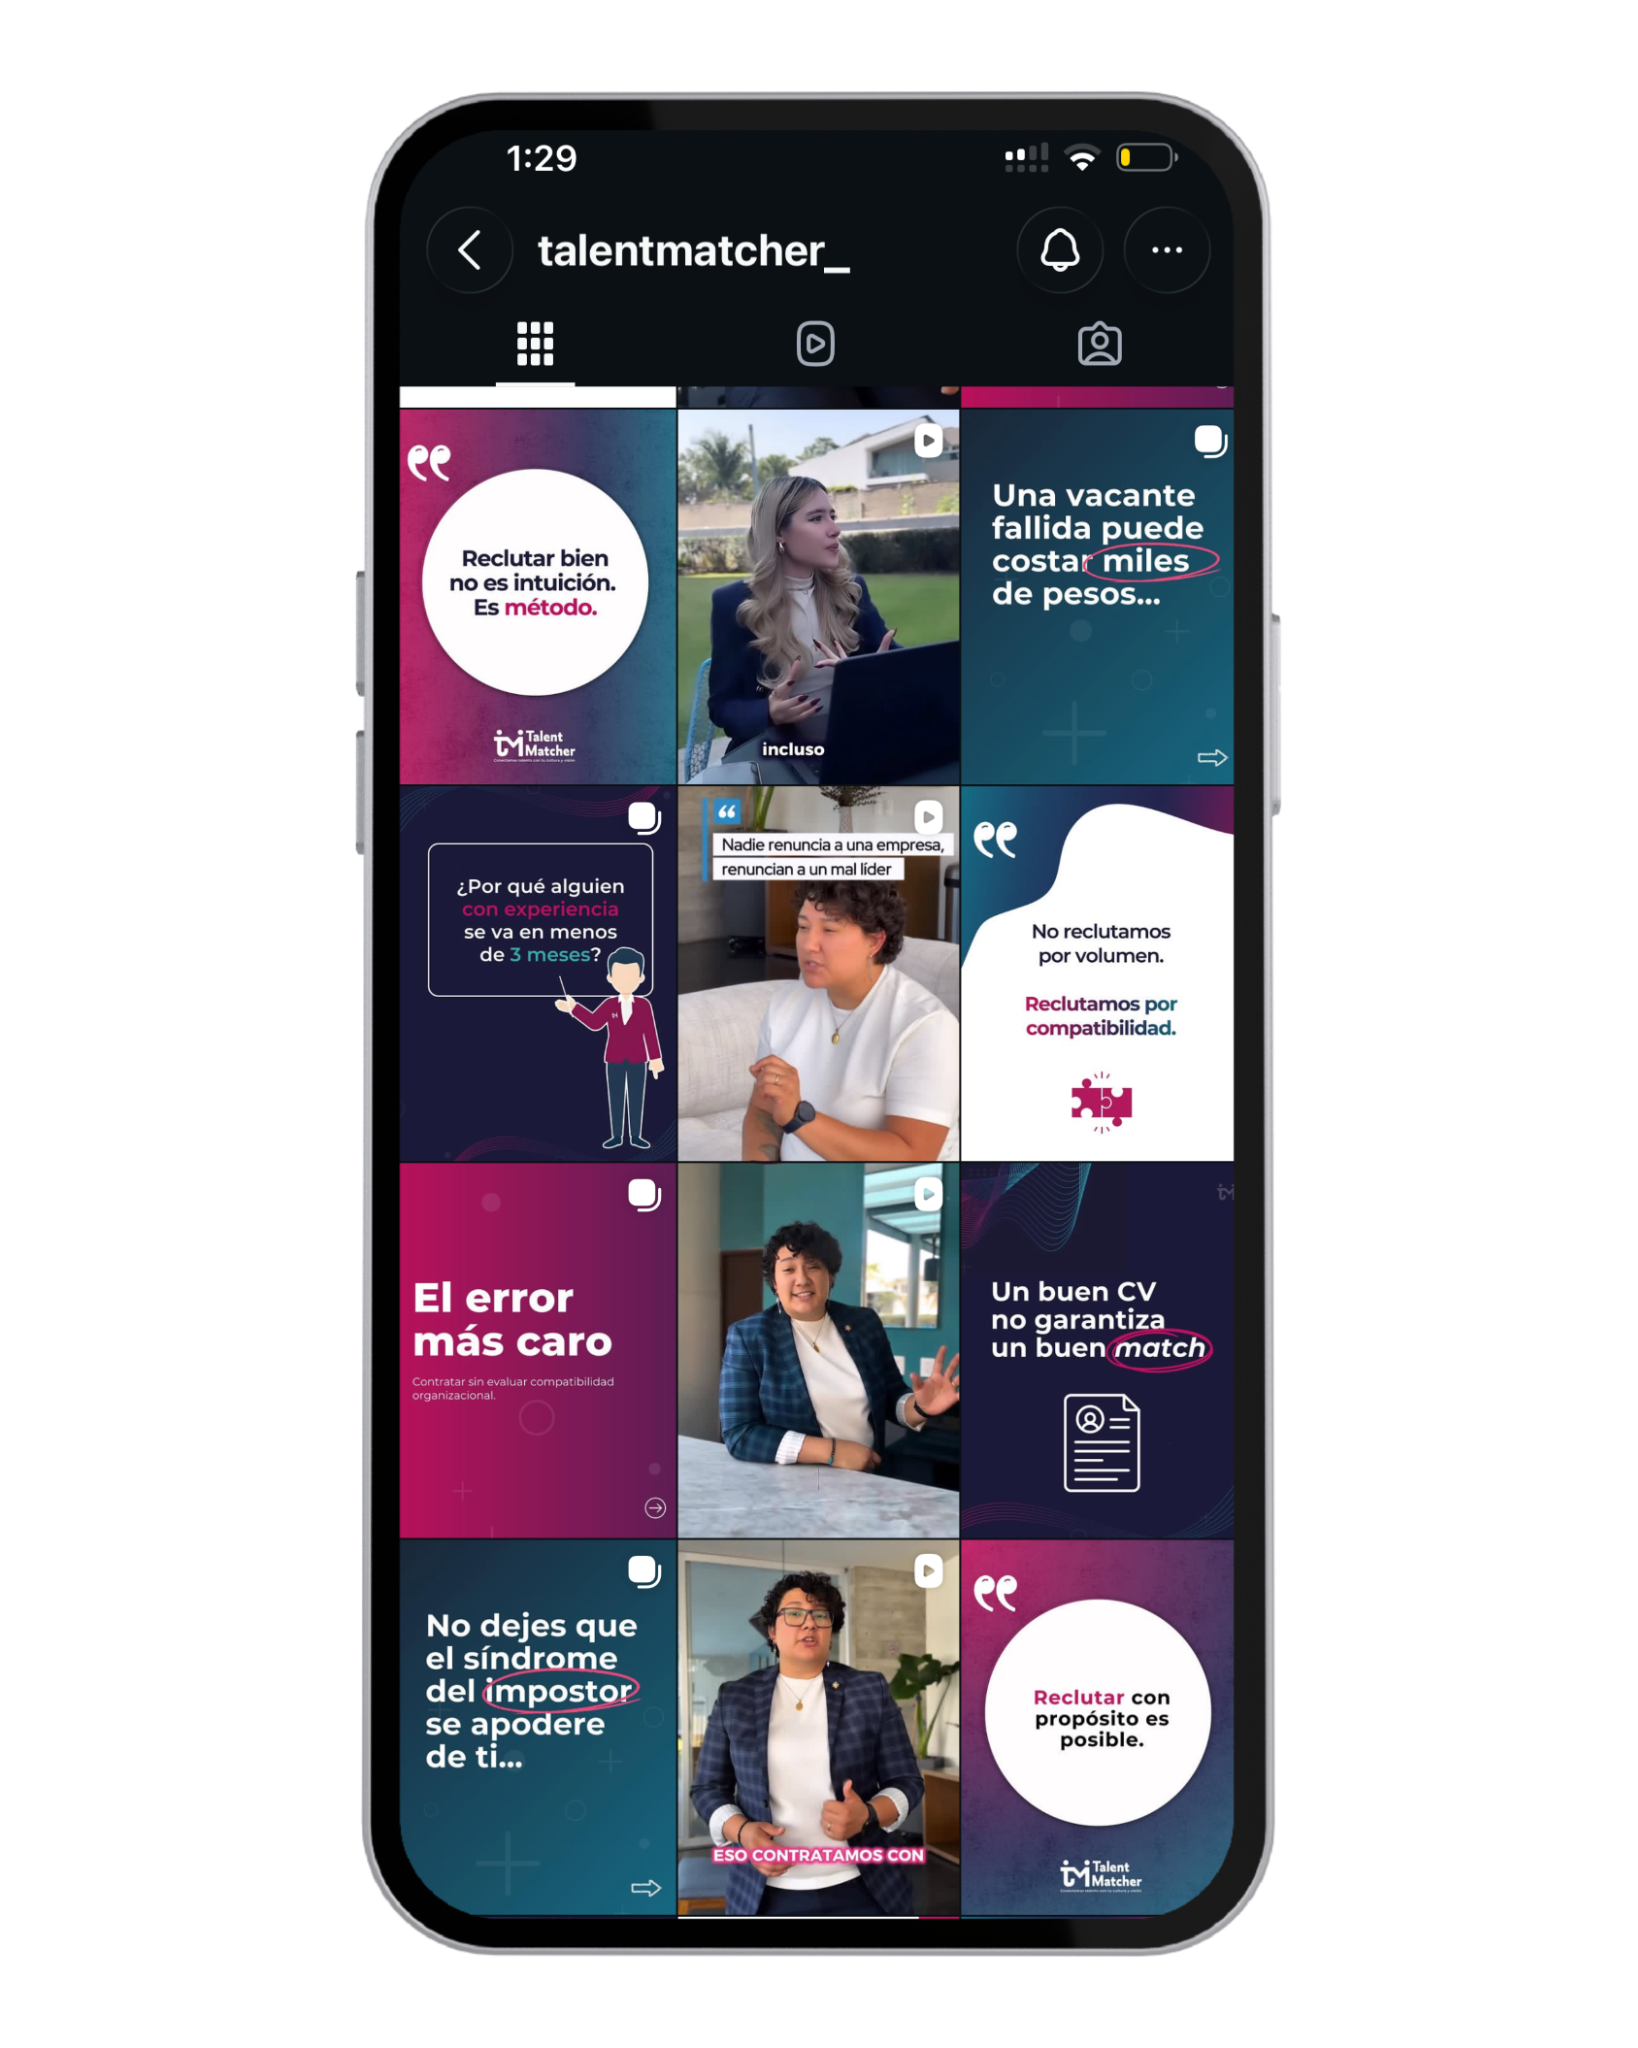 1:29
talentmatcher_
Reclutar bien
no es intuición.
Es método.
Talent
Matcher
incluso
Una vacante
fallida puede
costar miles
de pesos...
¿Por qué alguien
con experiencia
se va en menos
de 3 meses?
Nadie renuncia a una empresa,
renuncian a un mal líder
No reclutamos
por volumen.
Reclutamos por
compatibilidad.
El error
más caro
Contratar sin evaluar compatibilidad
organizacional.
Un buen CV
no garantiza
un buen match
No dejes que
el síndrome
del impostor
se apodere
de ti...
ESO CONTRATAMOS CON
Reclutar con
propósito es
posible.
Talent
Matcher